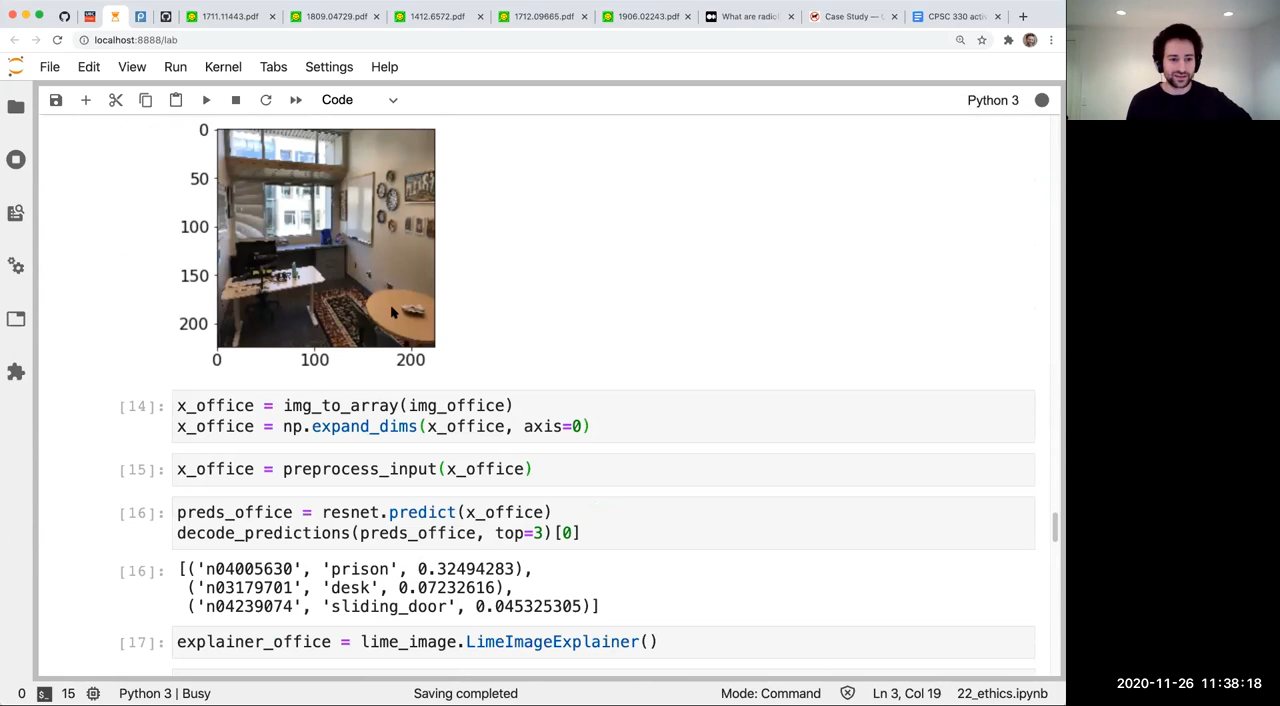 1711.11443.pdf
1809.04729.pdf
1412.6572.pdf
1712.09665.pdf
1906.02243.pdf
What are radio
Case Study —
CPSC 330 acti
localhost:8888/lab
File Edit View Run Kernel Tabs Settings Help
Code
Python 3
0
50
100
150
200
0 100 200
[14]:
x_office = img_to_array(img_office)
x_office = np.expand_dims(x_office, axis=0)
[15]:
x_office = preprocess_input(x_office)
[16]:
preds_office = resnet.predict(x_office)
decode_predictions(preds_office, top=3)[0]
[16]:
[('n04005630', 'prison', 0.32494283),
('n03179701', 'desk', 0.07232616),
('n04239074', 'sliding_door', 0.045325305)]
[17]:
explainer_office = lime_image.LimeImageExplainer()
0 15 Python 3 | Busy Saving completed Mode: Command Ln 3, Col 19 22_ethics.ipynb
2020-11-26 11:38:18